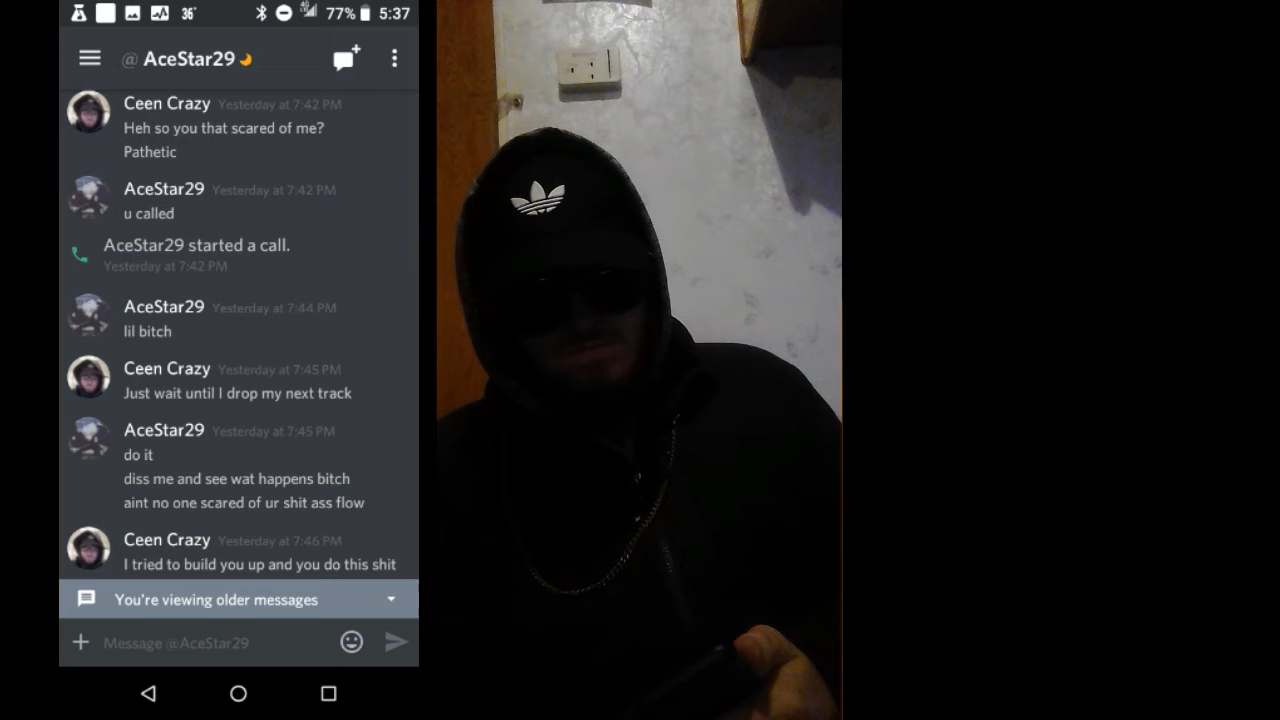 36°
77%
5:37
@ AceStar29
Ceen Crazy Yesterday at 7:42 PM
Heh so you that scared of me?
Pathetic
AceStar29 Yesterday at 7:42 PM
u called
AceStar29 started a call.
Yesterday at 7:42 PM
AceStar29 Yesterday at 7:44 PM
lil bitch
Ceen Crazy Yesterday at 7:45 PM
Just wait until I drop my next track
AceStar29 Yesterday at 7:45 PM
do it
diss me and see wat happens bitch
aint no one scared of ur shit ass flow
Ceen Crazy Yesterday at 7:46 PM
I tried to build you up and you do this shit
You're viewing older messages
Message @AceStar29